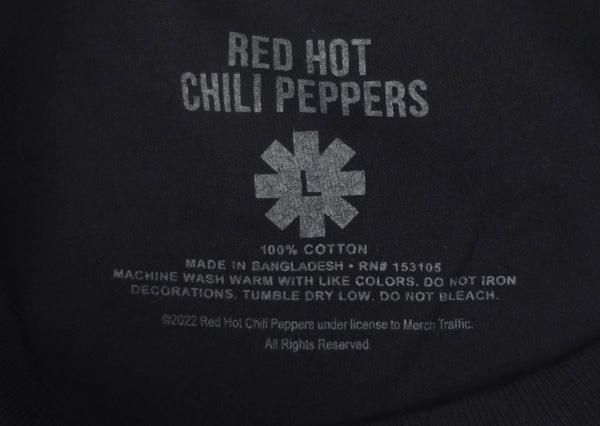 RED HOT
CHILI PEPPERS
L
100% COTTON
MADE IN BANGLADESH • RN# 153105
MACHINE WASH WARM WITH LIKE COLORS. DO NOT IRON
DECORATIONS. TUMBLE DRY LOW. DO NOT BLEACH.
©2022 Red Hot Chili Peppers under license to Merch Traffic.
All Rights Reserved.